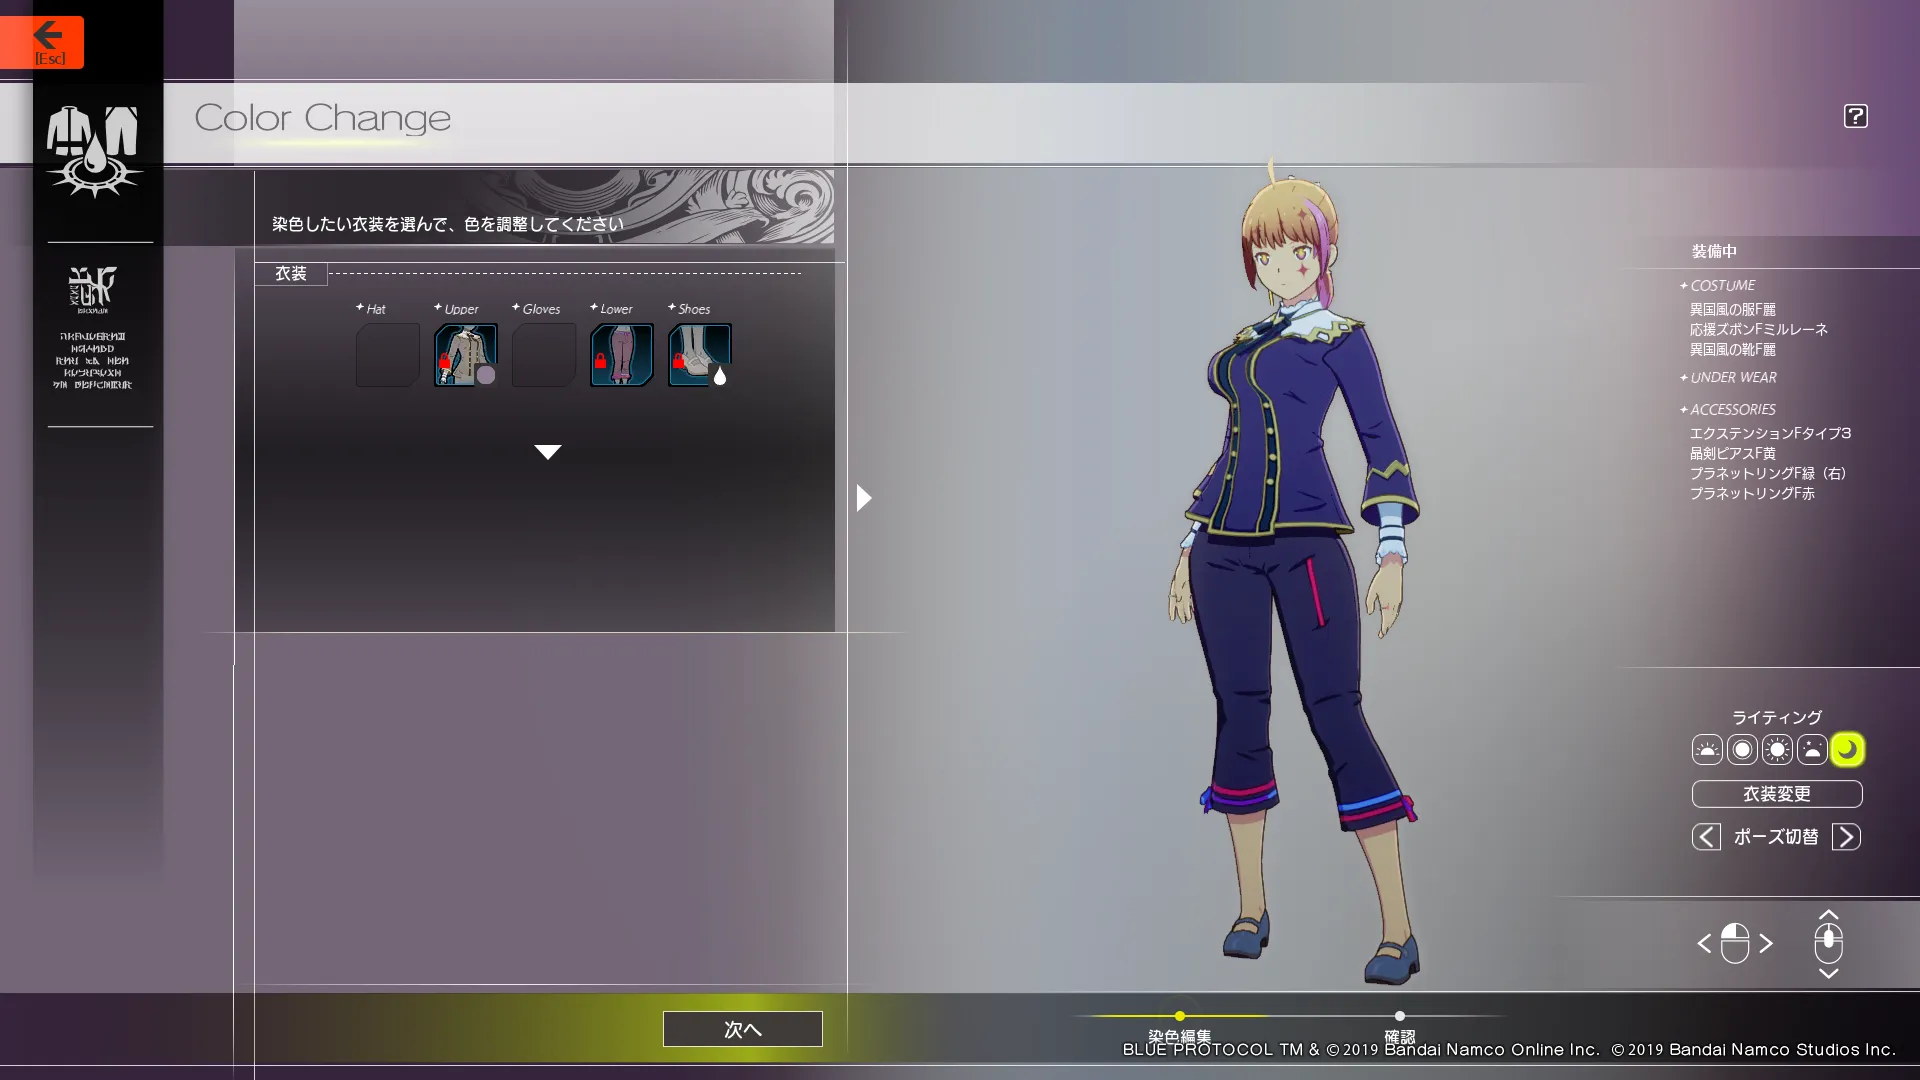 [Esc]
Color Change
?
染色したい衣装を選んで、色を調整してください
衣装
Hat
Upper
Gloves
Lower
Shoes
装備中
COSTUME
異国風の服F麗
応援ズボンFミルレーネ
異国風の靴F麗
UNDER WEAR
ACCESSORIES
エクステンションFタイプ3
晶剣ピアスF黄
プラネットリングF緑（右）
プラネットリングF赤
ライティング
衣装変更
ポーズ切替
次へ
染色編集
確認
BLUE PROTOCOL TM & ©2019 Bandai Namco Online Inc. ©2019 Bandai Namco Studios Inc.